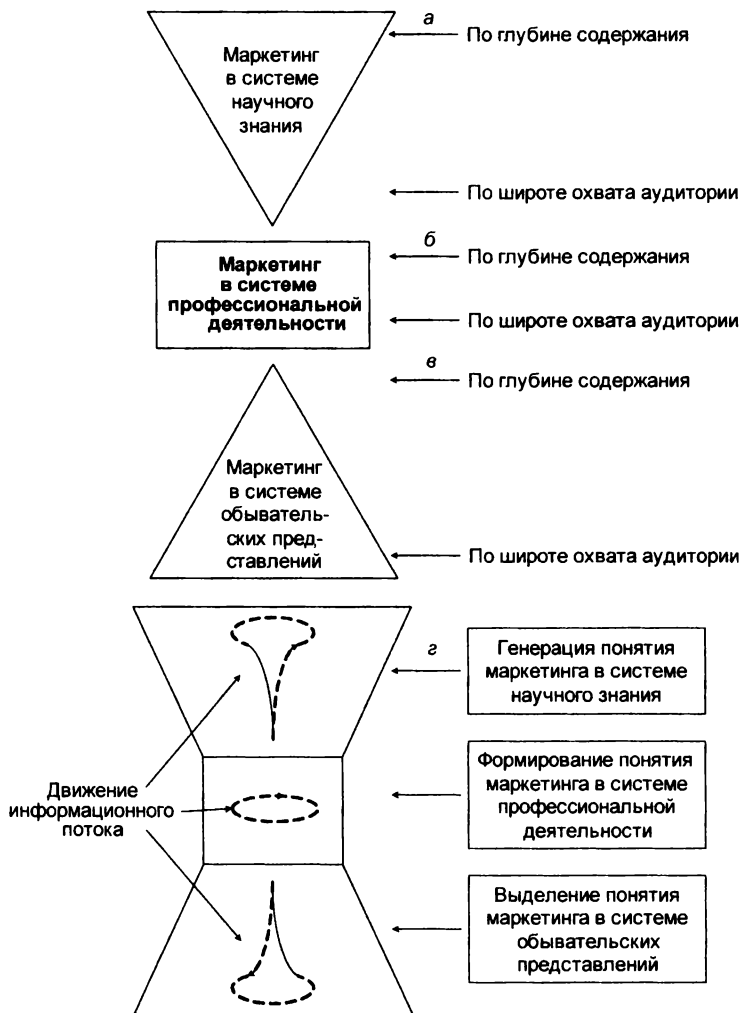 Маркетинг
в системе
научного
знания
а
По глубине содержания
По широте охвата аудитории
Маркетинг
в системе
профессиональной
деятельности
б
По глубине содержания
По широте охвата аудитории
Маркетинг
в системе
обыватель-
ских пред-
ставлений
в
По глубине содержания
По широте охвата аудитории
Движение
информационного
потока
г
Генерация понятия
маркетинга в системе
научного знания
Формирование понятия
маркетинга в системе
профессиональной
деятельности
Выделение понятия
маркетинга в системе
обывательских
представлений